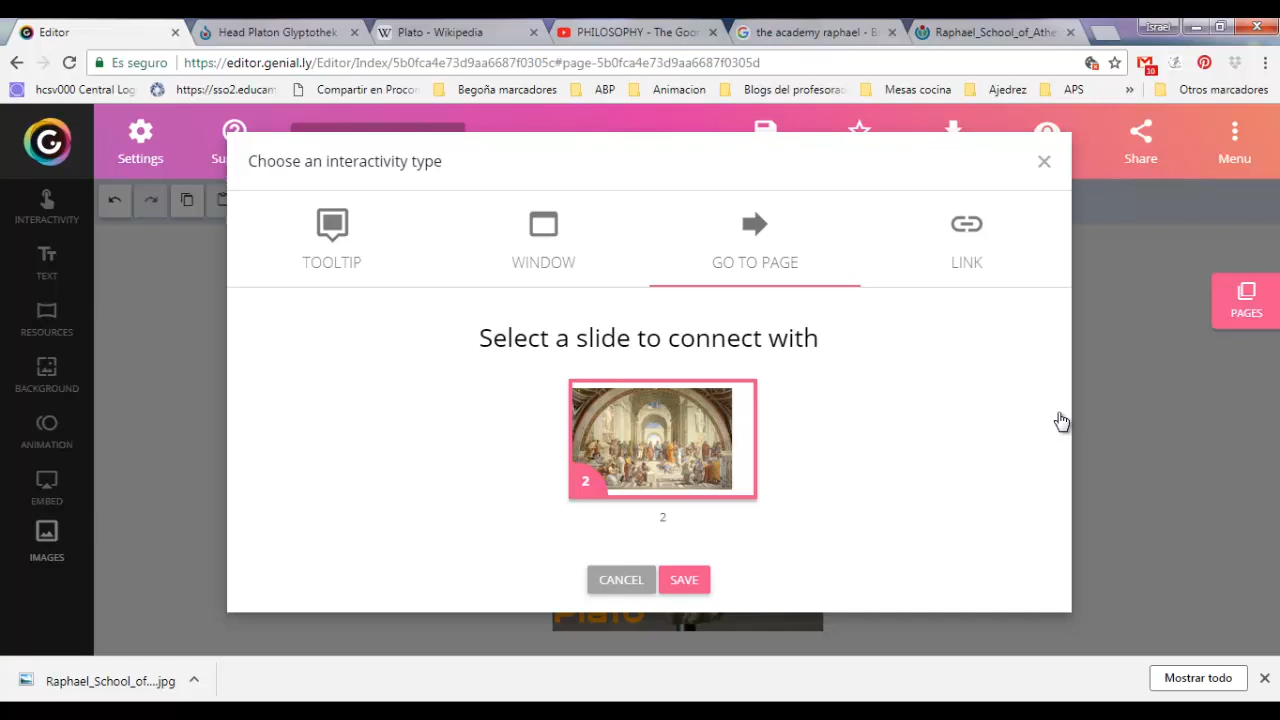 Editor
Head Platon Glyptothek
Plato - Wikipedia
PHILOSOPHY - The Goo
the academy raphael - B
Raphael_School_of_Athe
israel
Es seguro
https://editor.genial.ly/Editor/Index/5b0fca4e73d9aa6687f0305c#page-5b0fca4e73d9aa6687f0305d
10
hcsv000 Central Log
https://sso2.educam
Compartir en Procon
Begoña marcadores
ABP
Animacion
Blogs del profesorado
Mesas cocina
Ajedrez
APS
»
Otros marcadores
Settings
Su
Share
Menu
Choose an interactivity type
INTERACTIVITY
TEXT
RESOURCES
BACKGROUND
ANIMATION
EMBED
IMAGES
TOOLTIP
WINDOW
GO TO PAGE
LINK
PAGES
Select a slide to connect with
2
2
CANCEL
SAVE
Plato
Raphael_School_of....jpg
Mostrar todo